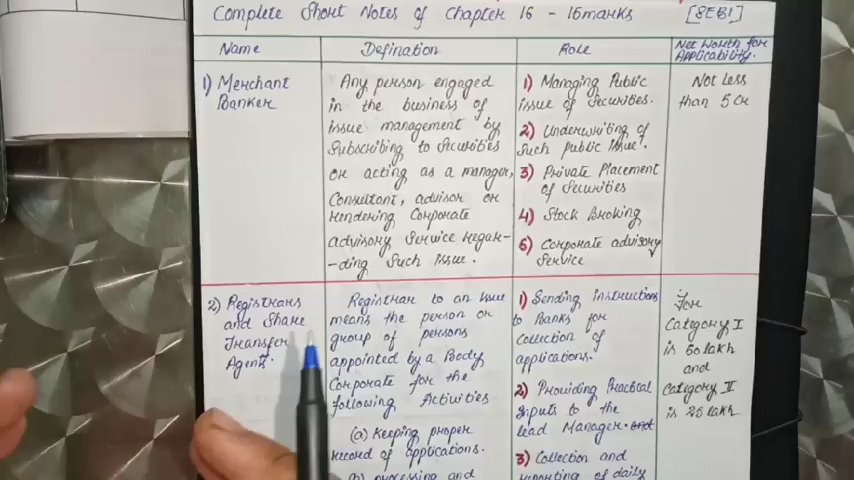 Complete Short Notes of Chapter 16 - 15marks [SEBI]
Name
Defination
Role
Net Worth for
Applicability.
1) Merchant
Banker
Any person engaged
in the business of
issue management by
Subscribing to Securities
or acting as a manager,
Consultant, advisor or
rendering Corporate
advisory Service regar-
-ding Such issue.
1) Managing Public
issue of Securities.
2) Underwriting of
Such public issue.
3) Private Placement
of Securities
4) Stock Broking
5) Corporate advisory
Service
Not Less
than 5 Cr
2) Registrars
and Share
Transfer
Agents.
Registrar to an Issue
means the person or
group of persons
appointed by a Body
Corporate for the
following Activities
(a) Keeping proper
record of applications.
(b) processing and
1) Sending Instructions
to Banks for
Collection of
applications.
2) Providing Practical
Inputs to the
lead Manager.
3) Collection and
reporting of daily
For
Category I
is 50 lakh
and
Category II
is 25 lakh